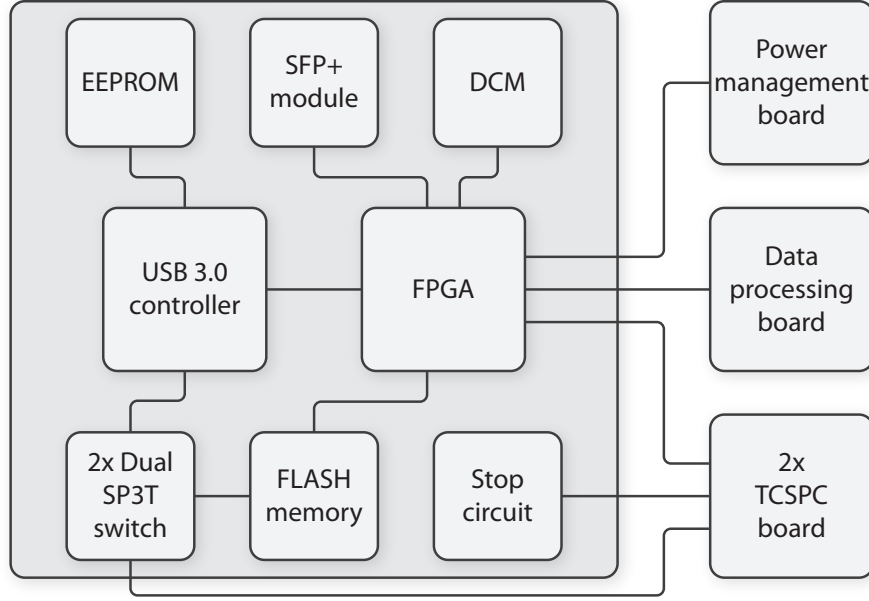 EEPROM
SFP+
module
DCM
Power
management
board
USB 3.0
controller
FPGA
Data
processing
board
2x Dual
SP3T
switch
FLASH
memory
Stop
circuit
2x
TCSPC
board